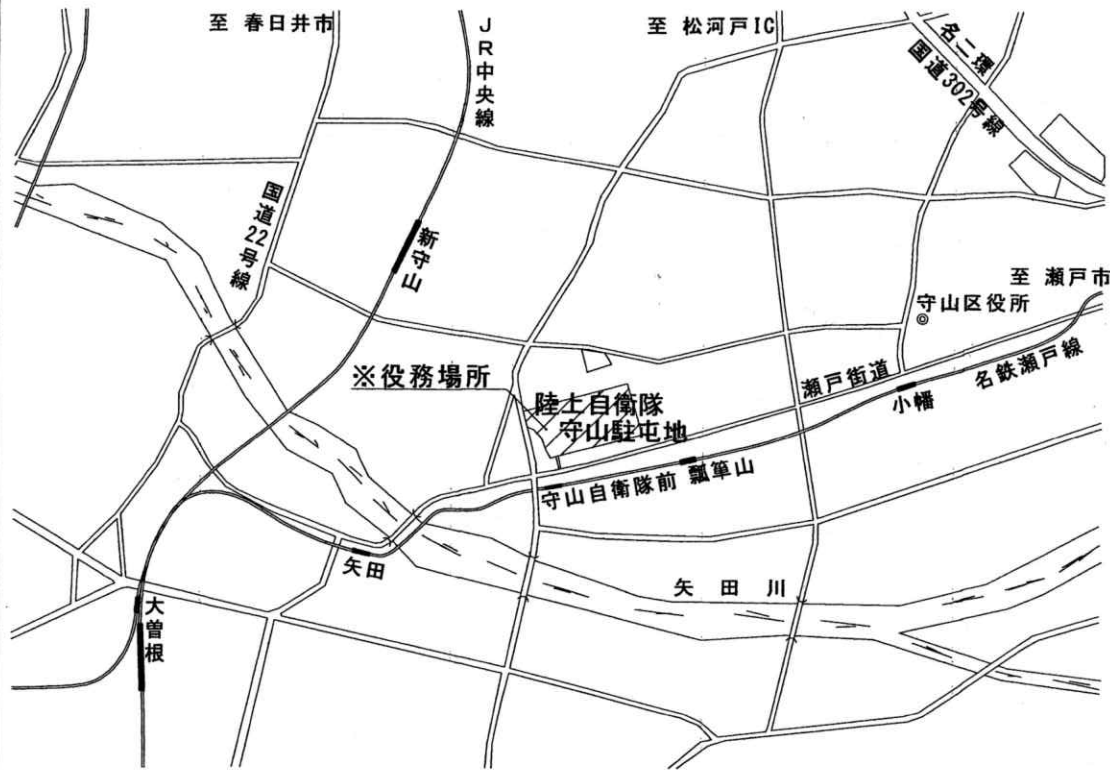 至 春日井市
JR中央線
至 松河戸IC
名二環
国道302号線
国道22号線
新守山
至 瀬戸市
守山区役所
※役務場所
陸上自衛隊
守山駐屯地
瀬戸街道
小幡
名鉄瀬戸線
守山自衛隊前
瓢箪山
矢田
矢田川
大曽根